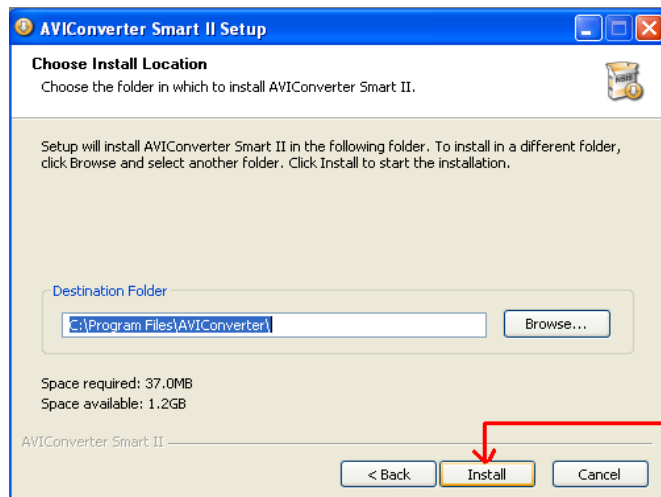 AVIConverter Smart II Setup
Choose Install Location
Choose the folder in which to install AVIConverter Smart II.
Setup will install AVIConverter Smart II in the following folder. To install in a different folder,
click Browse and select another folder. Click Install to start the installation.
Destination Folder
C:\Program Files\AVIConverter\
Browse...
Space required: 37.0MB
Space available: 1.2GB
AVIConverter Smart II
< Back
Install
Cancel